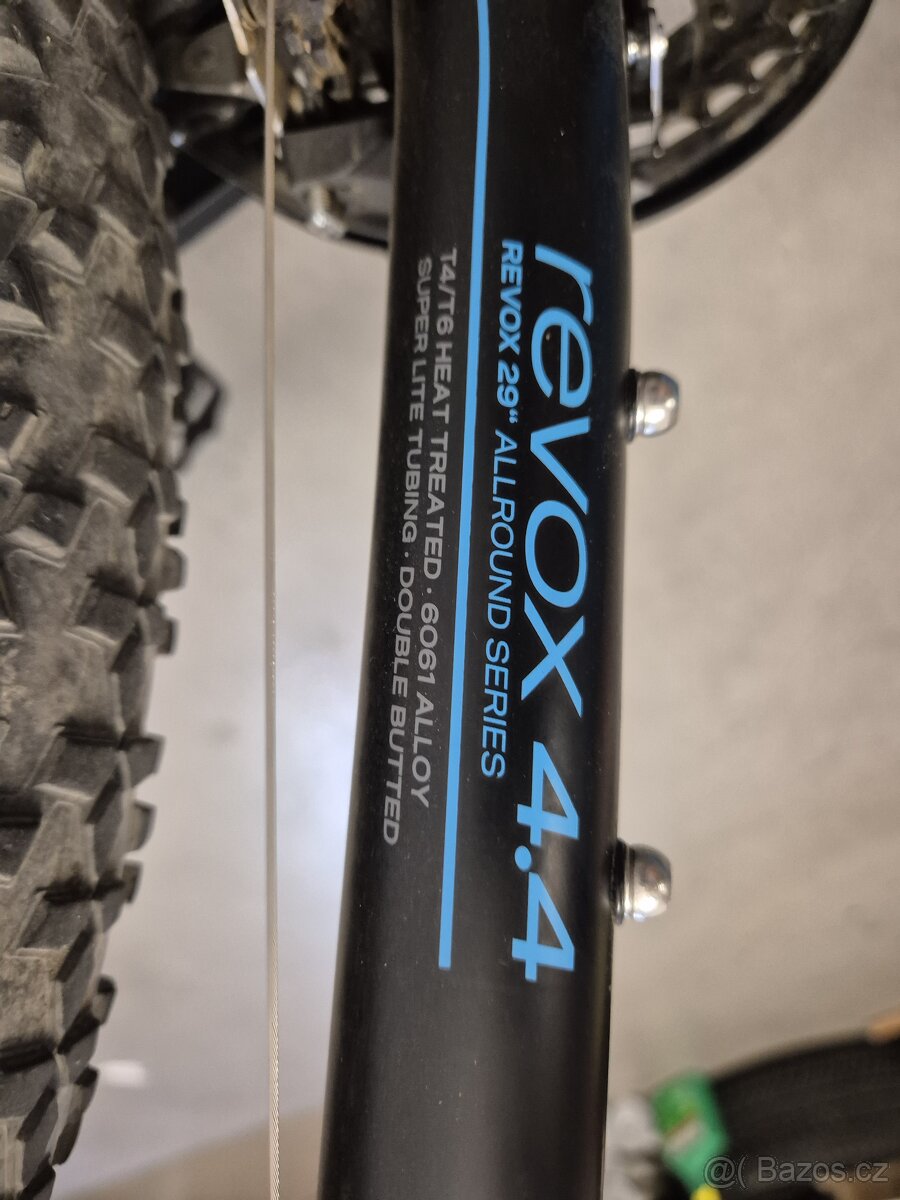 revox 4.4
REVOX 29“ ALLROUND SERIES
T4/T6 HEAT TREATED · 6061 ALLOY
SUPER LITE TUBING · DOUBLE BUTTED
@( Bazos.cz